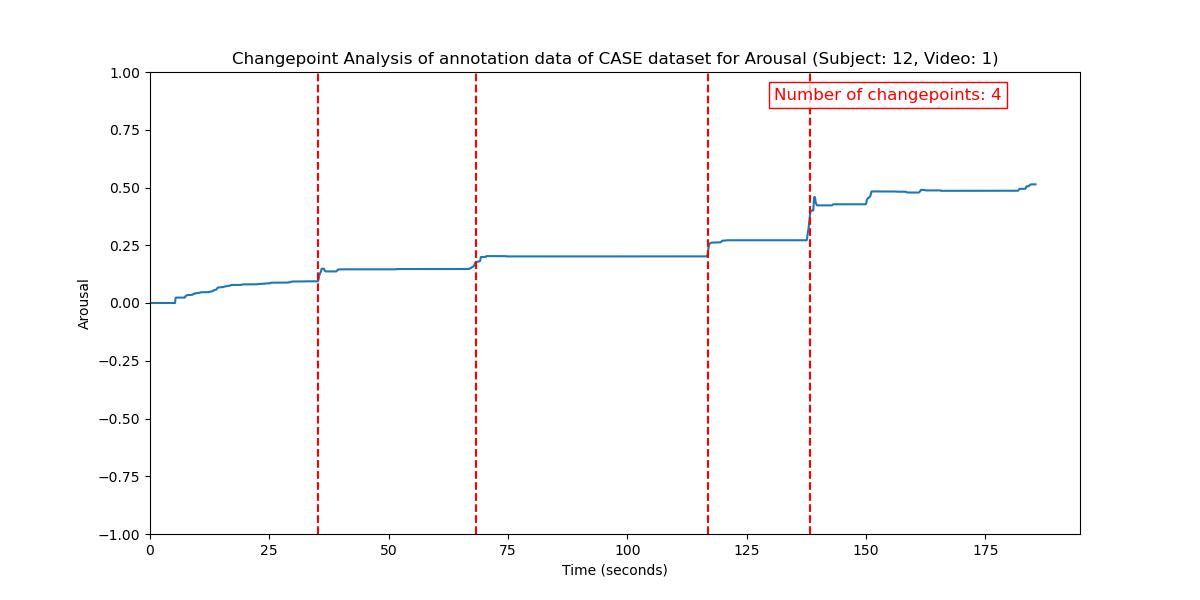 Changepoint Analysis of annotation data of CASE dataset for Arousal (Subject: 12, Video: 1)
Number of changepoints: 4
1.00
0.75
0.50
0.25
0.00
−0.25
−0.50
−0.75
−1.00
Arousal
0 25 50 75 100 125 150 175
Time (seconds)